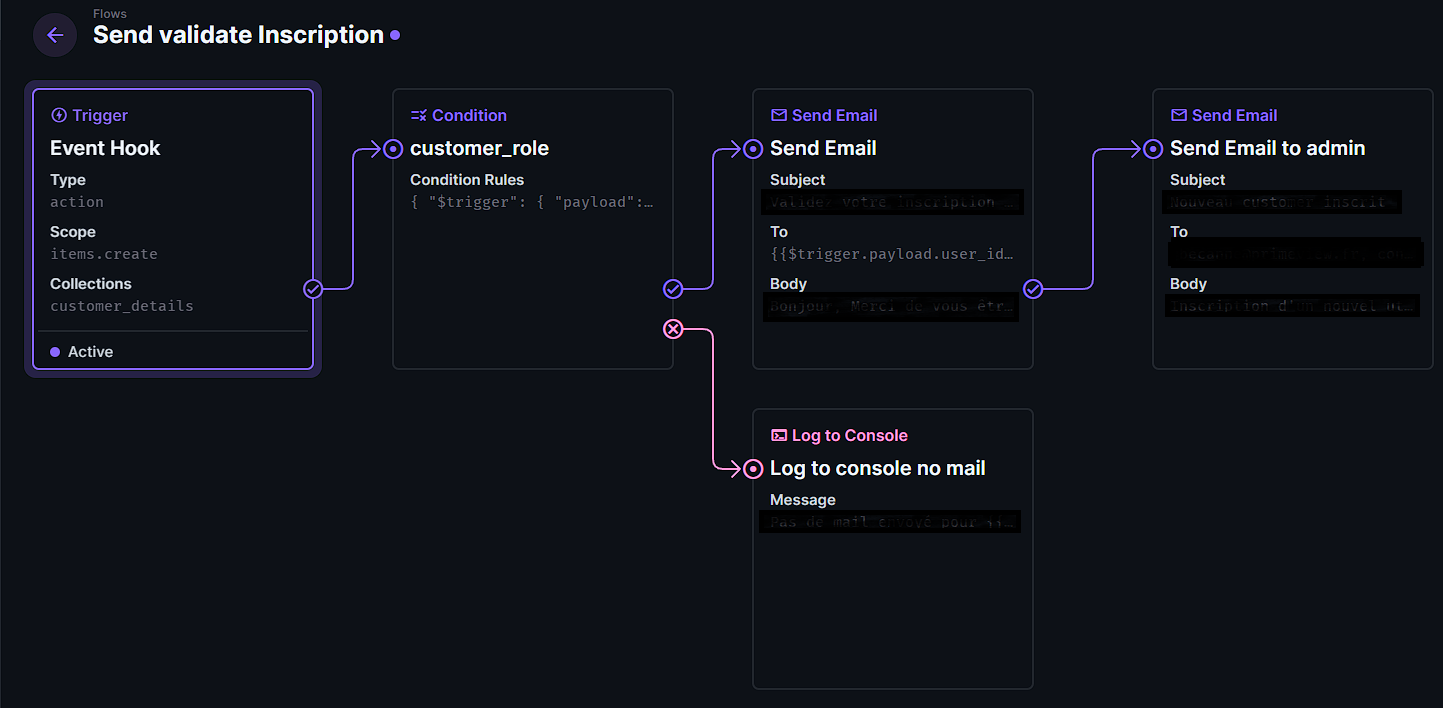 Flows
Send validate Inscription
Trigger
Event Hook
Type
action
Scope
items.create
Collections
customer_details
Active
Condition
customer_role
Condition Rules
{ "$trigger": { "payload":…
Send Email
Send Email
Subject
votre inscription …
To
{{$trigger.payload.user_id…
Body
Bonjour, Merci de vous êtr…
Send Email
Send Email to admin
Subject
Nouveau customer inscrit
To
Body
Inscription d'un nouvel ut…
Log to Console
Log to console no mail
Message
Pas de mail envoyé pour {{…